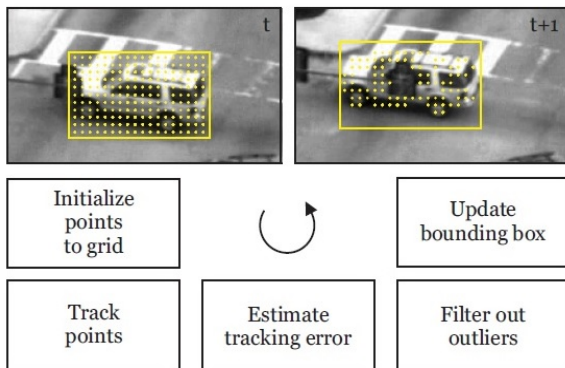 t
t+1
Initialize
points
to grid
Update
bounding box
Track
points
Estimate
tracking error
Filter out
outliers